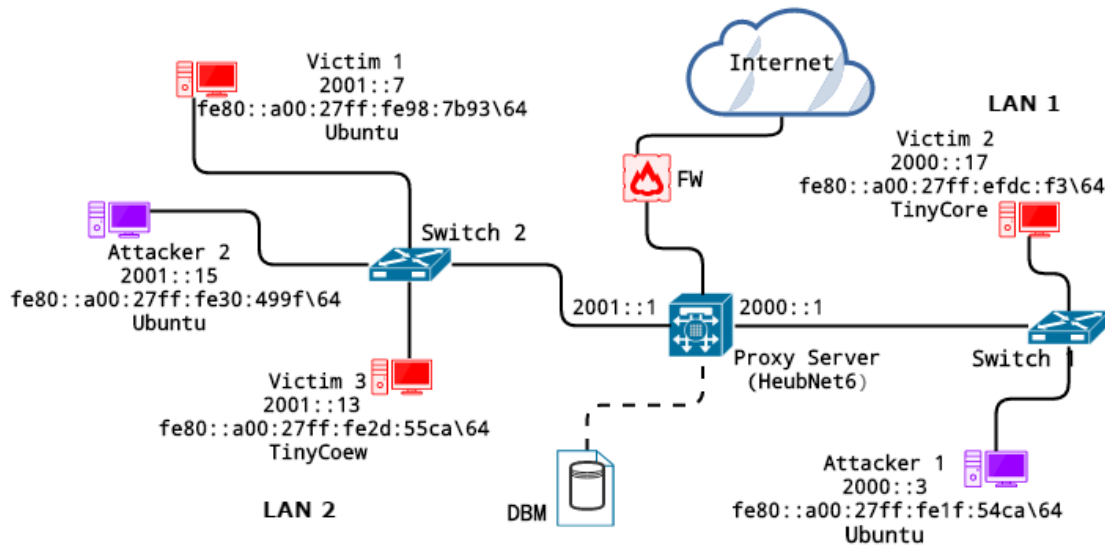 Internet
Victim 1
2001::7
fe80::a00:27ff:fe98:7b93\64
Ubuntu
LAN 1
Victim 2
2000::17
fe80::a00:27ff:efdc:f3\64
TinyCore
FW
Attacker 2
2001::15
fe80::a00:27ff:fe30:499f\64
Ubuntu
Switch 2
2001::1
2000::1
Proxy Server
(HeubNet6)
Switch 1
Victim 3
2001::13
fe80::a00:27ff:fe2d:55ca\64
TinyCoew
LAN 2
DBM
Attacker 1
2000::3
fe80::a00:27ff:fe1f:54ca\64
Ubuntu